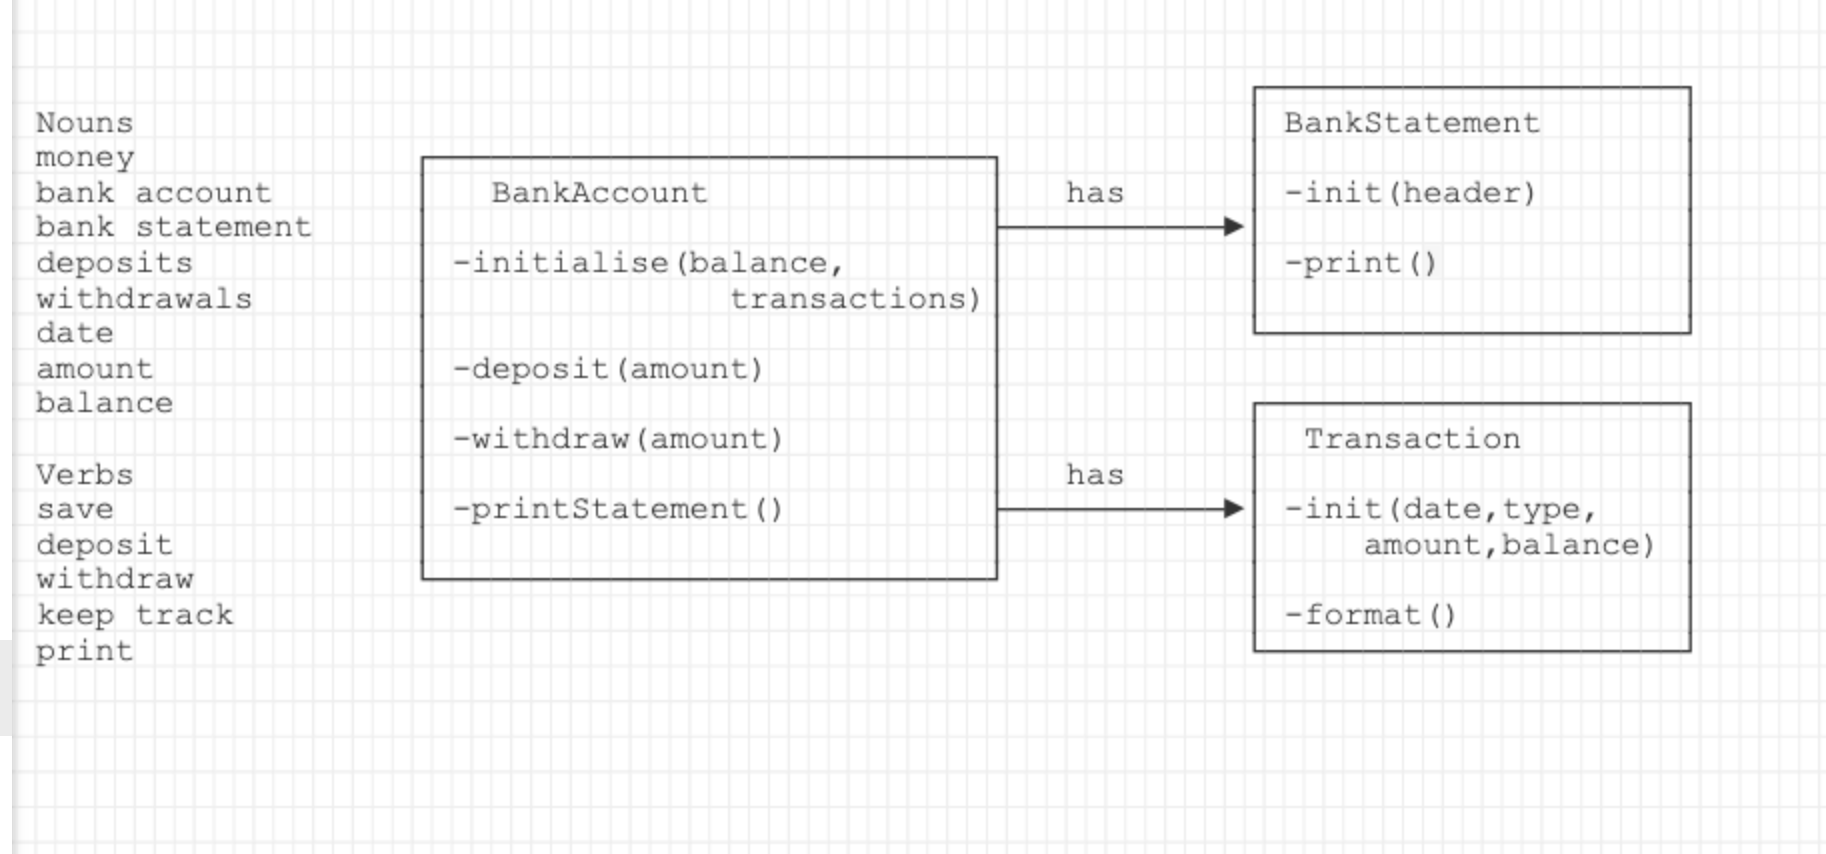 Nouns
money
bank account
bank statement
deposits
withdrawals
date
amount
balance
Verbs
save
deposit
withdraw
keep track
print
BankAccount
-initialise(balance,
transactions)
-deposit(amount)
-withdraw(amount)
-printStatement()
has
has
BankStatement
-init(header)
-print()
Transaction
-init(date,type,
amount,balance)
-format()